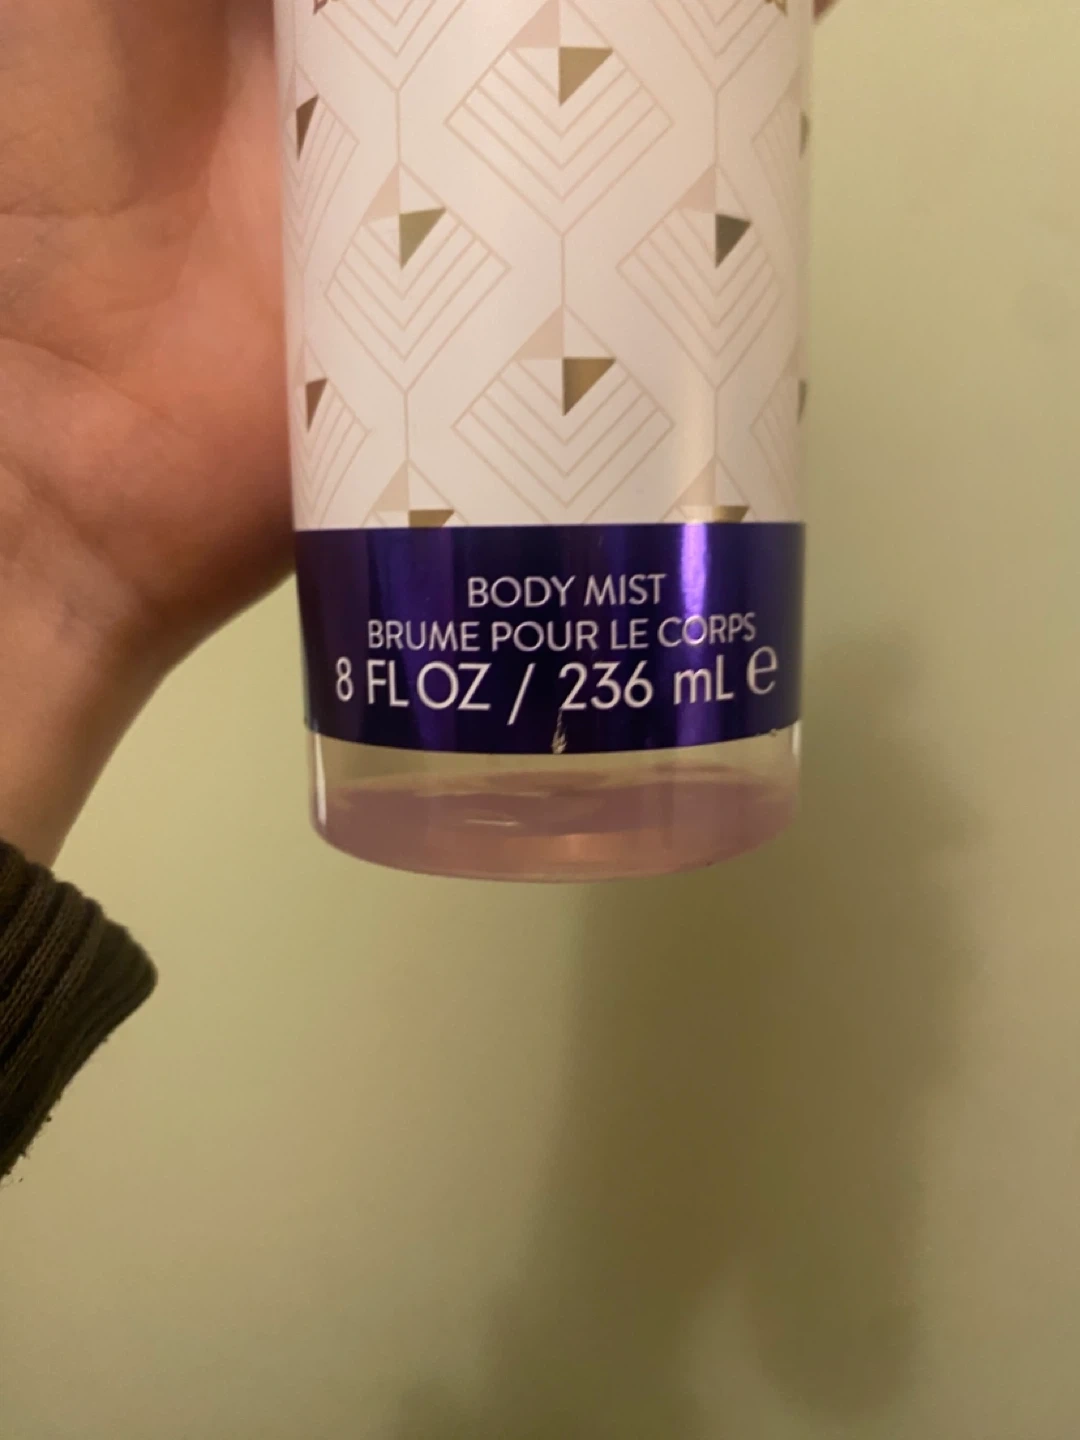 BODY MIST
BRUME POUR LE CORPS
8 FL OZ / 236 mL e